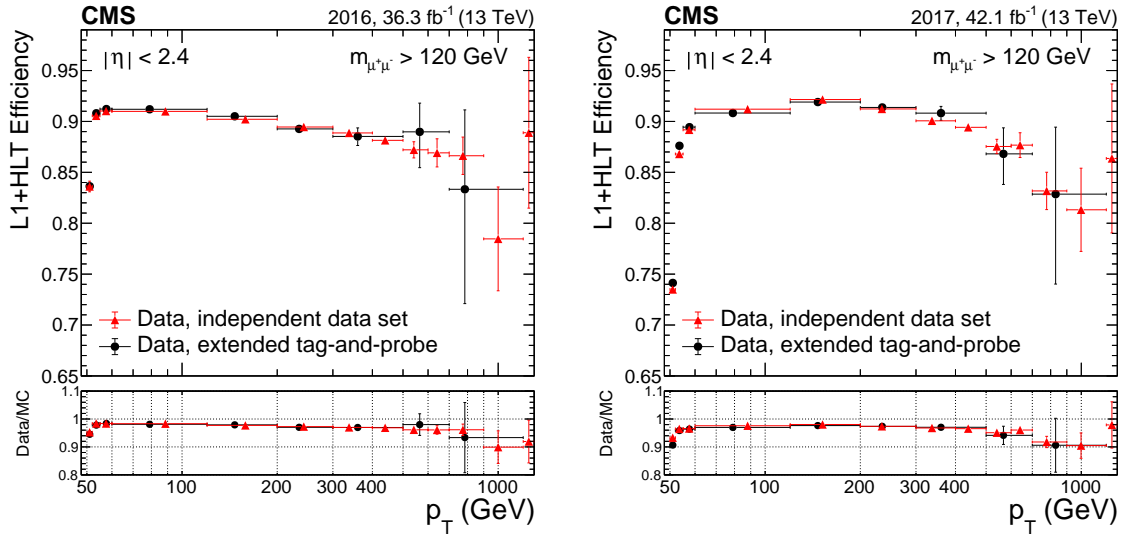 CMS 2016, 36.3 fb⁻¹ (13 TeV)
|η| < 2.4 m_μ⁺μ⁻ > 120 GeV
L1+HLT Efficiency
0.95
0.9
0.85
0.8
0.75
0.7
0.65
Data, independent data set
Data, extended tag-and-probe
Data/MC
1.1
1
0.9
0.8
50 100 200 300 400 1000
p_T (GeV)
CMS 2017, 42.1 fb⁻¹ (13 TeV)
|η| < 2.4 m_μ⁺μ⁻ > 120 GeV
L1+HLT Efficiency
0.95
0.9
0.85
0.8
0.75
0.7
0.65
Data, independent data set
Data, extended tag-and-probe
Data/MC
1.1
1
0.9
0.8
50 100 200 300 400 1000
p_T (GeV)